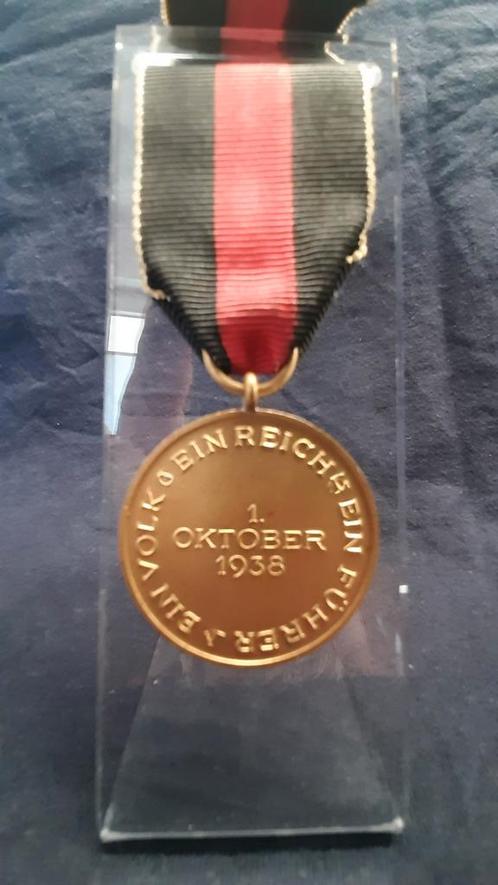 EIN VOLK EIN REICH EIN FÜHRER
1.
OKTOBER
1938